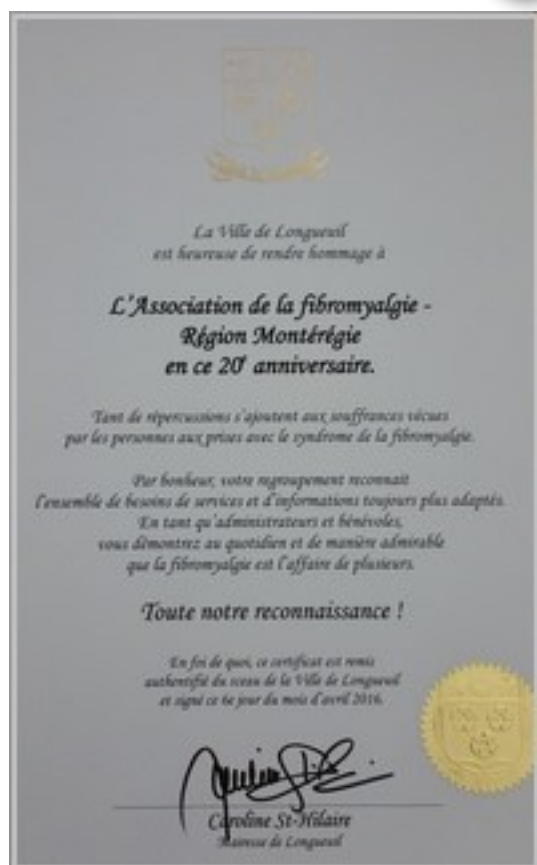 La Ville de Longueuil
est heureuse de rendre hommage à
L'Association de la fibromyalgie -
Région Montérégie
en ce 20e anniversaire.
Tant de répercussions s'ajoutent aux souffrances vécues
par les personnes aux prises avec le syndrome de la fibromyalgie.
Par bonheur, votre regroupement reconnaît
l'ensemble de besoins de services et d'informations toujours plus adaptés.
En tant qu'administrateurs et bénévoles,
vous démontrez au quotidien et de manière admirable
que la fibromyalgie est l'affaire de plusieurs.
Toute notre reconnaissance !
En foi de quoi, ce certificat est remis
authentifié du sceau de la Ville de Longueuil
et signé ce 6e jour du mois d'avril 2016.
Caroline St-Hilaire
Mairesse de Longueuil